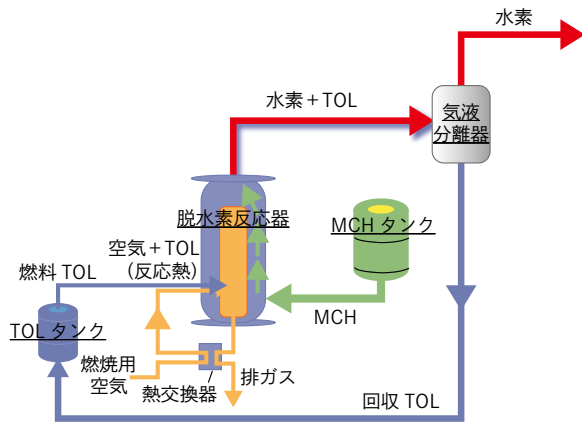 水素
水素+TOL
気液
分離器
脱水素反応器
MCH タンク
空気+TOL
(反応熱)
燃料 TOL
TOL タンク
MCH
燃焼用
空気
熱交換器
排ガス
回収 TOL